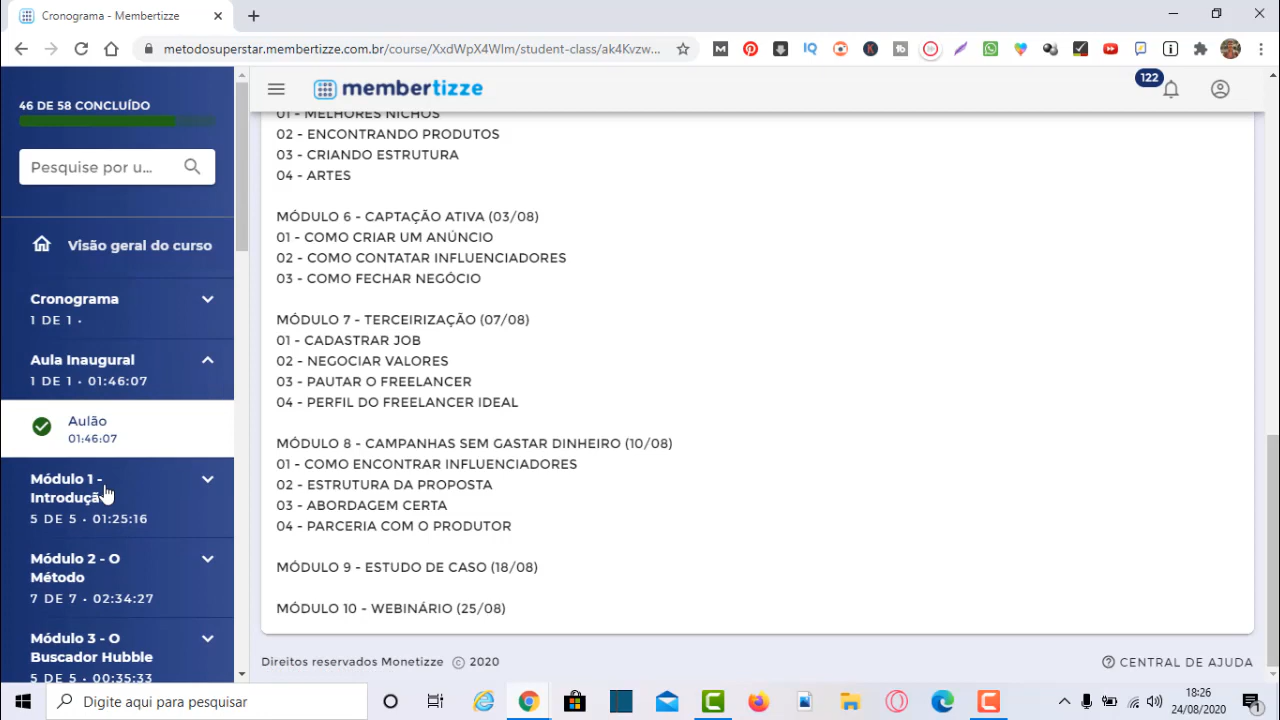 Cronograma - Membertizze
metodosuperstar.membertizze.com.br/course/XxdWpX4Wlm/student-class/ak4Kvzw...
46 DE 58 CONCLUÍDO
Pesquise por u...
Visão geral do curso
Cronograma
1 DE 1 •
Aula Inaugural
1 DE 1 • 01:46:07
Aulão
01:46:07
Módulo 1 -
Introdução
5 DE 5 • 01:25:16
Módulo 2 - O
Método
7 DE 7 • 02:34:27
Módulo 3 - O
Buscador Hubble
5 DE 5 • 00:35:33
membertizze
122
01 - MELHORES NICHOS
02 - ENCONTRANDO PRODUTOS
03 - CRIANDO ESTRUTURA
04 - ARTES
MÓDULO 6 - CAPTAÇÃO ATIVA (03/08)
01 - COMO CRIAR UM ANÚNCIO
02 - COMO CONTATAR INFLUENCIADORES
03 - COMO FECHAR NEGÓCIO
MÓDULO 7 - TERCEIRIZAÇÃO (07/08)
01 - CADASTRAR JOB
02 - NEGOCIAR VALORES
03 - PAUTAR O FREELANCER
04 - PERFIL DO FREELANCER IDEAL
MÓDULO 8 - CAMPANHAS SEM GASTAR DINHEIRO (10/08)
01 - COMO ENCONTRAR INFLUENCIADORES
02 - ESTRUTURA DA PROPOSTA
03 - ABORDAGEM CERTA
04 - PARCERIA COM O PRODUTOR
MÓDULO 9 - ESTUDO DE CASO (18/08)
MÓDULO 10 - WEBINÁRIO (25/08)
Direitos reservados Monetizze © 2020
CENTRAL DE AJUDA
Digite aqui para pesquisar
18:26
24/08/2020
1